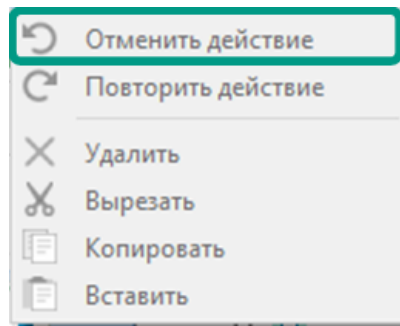 Отменить действие
Повторить действие
Удалить
Вырезать
Копировать
Вставить